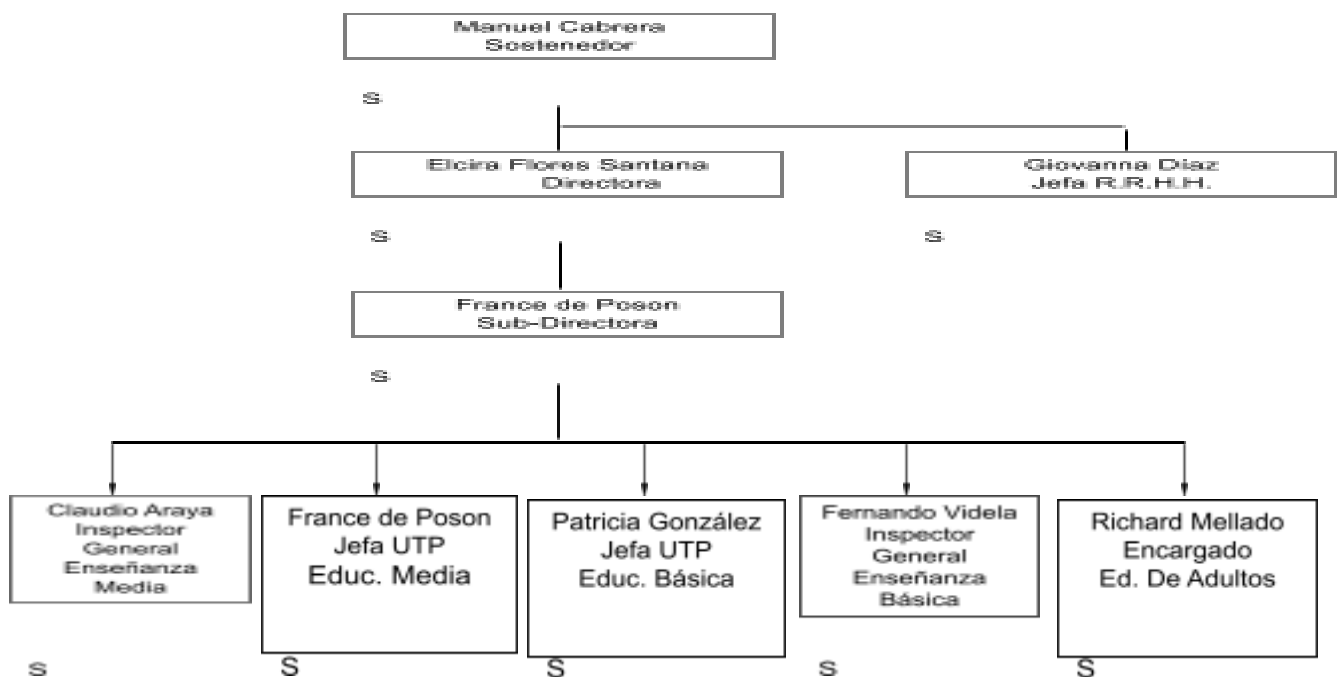 Manuel Cabrera
Sostenedor
S
Elcira Flores Santana
Directora
S
Giovanna Diaz
Jefa R.R.H.H.
S
France de Poson
Sub-Directora
S
Claudio Araya
Inspector
General
Enseñanza
Media
S
France de Poson
Jefa UTP
Educ. Media
S
Patricia González
Jefa UTP
Educ. Básica
S
Fernando Videla
Inspector
General
Enseñanza
Básica
S
Richard Mellado
Encargado
Ed. De Adultos
S